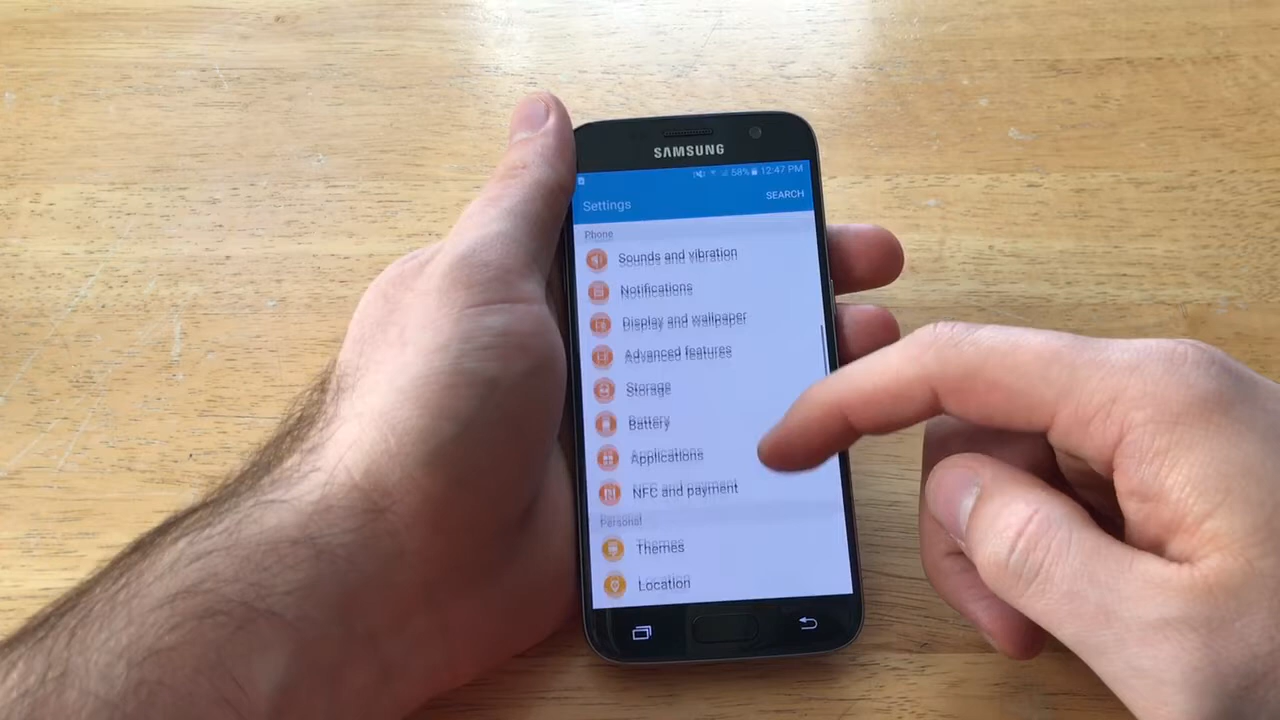 SAMSUNG
58% 12:47 PM
Settings
SEARCH
Phone
Sounds and vibration
Notifications
Display and wallpaper
Advanced features
Storage
Battery
Applications
NFC and payment
Personal
Themes
Location